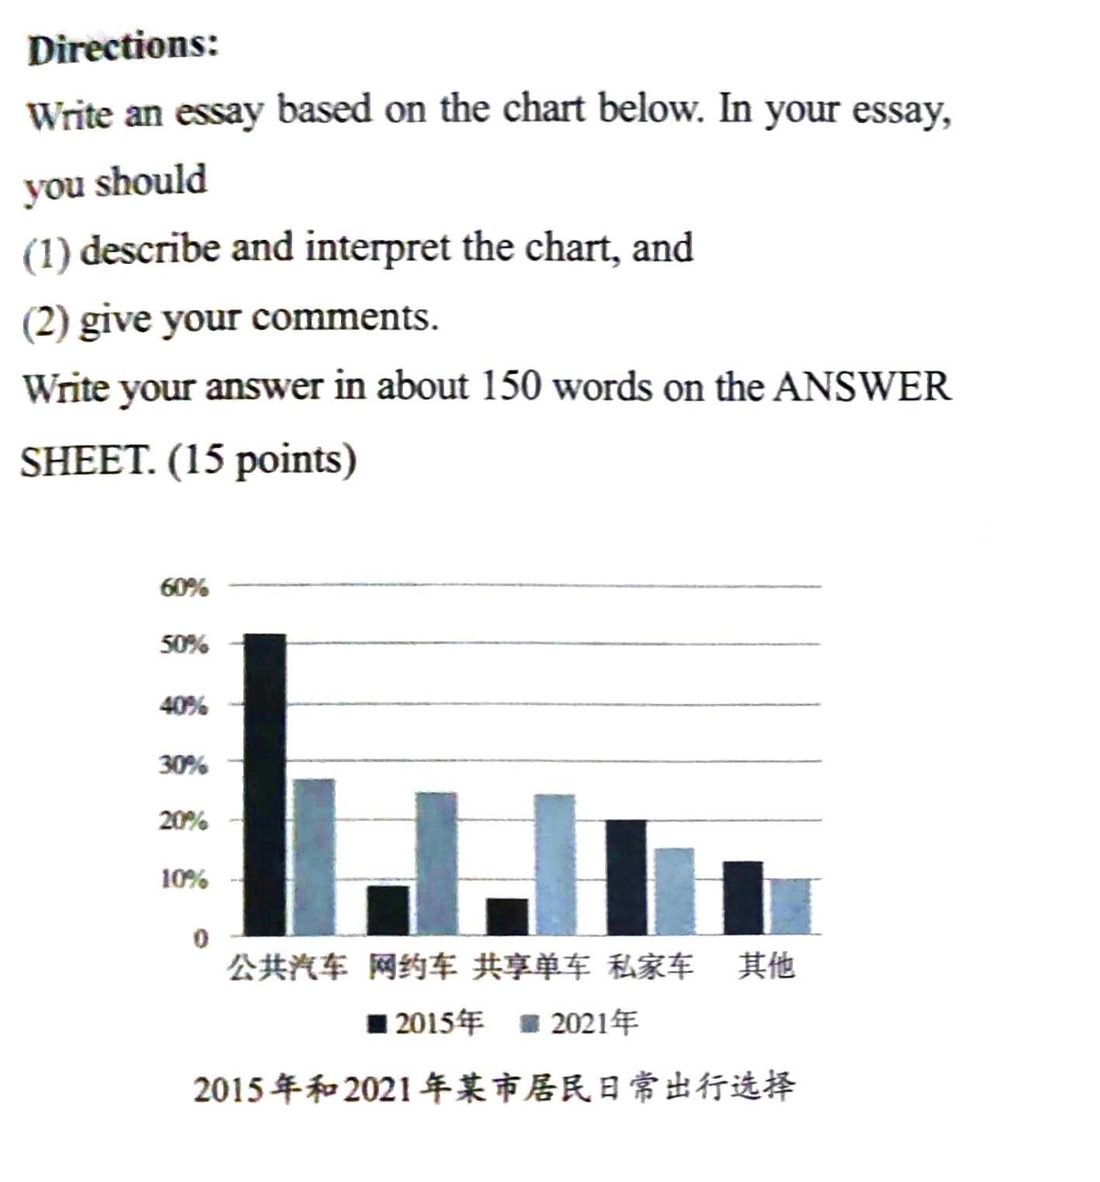 Directions:
Write an essay based on the chart below. In your essay,
you should
(1) describe and interpret the chart, and
(2) give your comments.
Write your answer in about 150 words on the ANSWER
SHEET. (15 points)
60%
50%
40%
30%
20%
10%
0
公共汽车 网约车 共享单车 私家车 其他
2015年 2021年
2015年和2021年某市居民日常出行选择